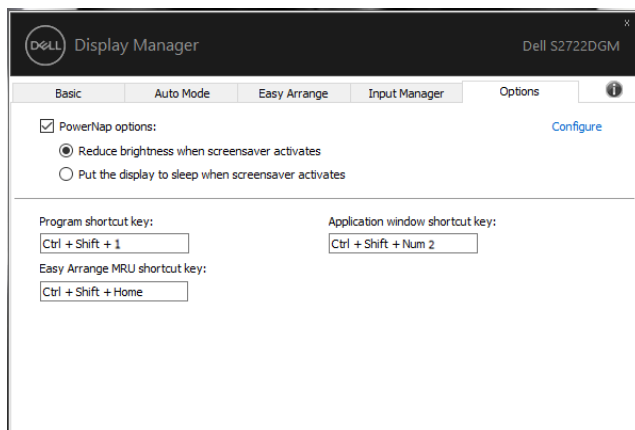 DELL Display Manager
Dell S2722DGM
x
Basic
Auto Mode
Easy Arrange
Input Manager
Options
i
PowerNap options:
Configure
Reduce brightness when screensaver activates
Put the display to sleep when screensaver activates
Program shortcut key:
Application window shortcut key:
Ctrl + Shift + 1
Ctrl + Shift + Num 2
Easy Arrange MRU shortcut key:
Ctrl + Shift + Home